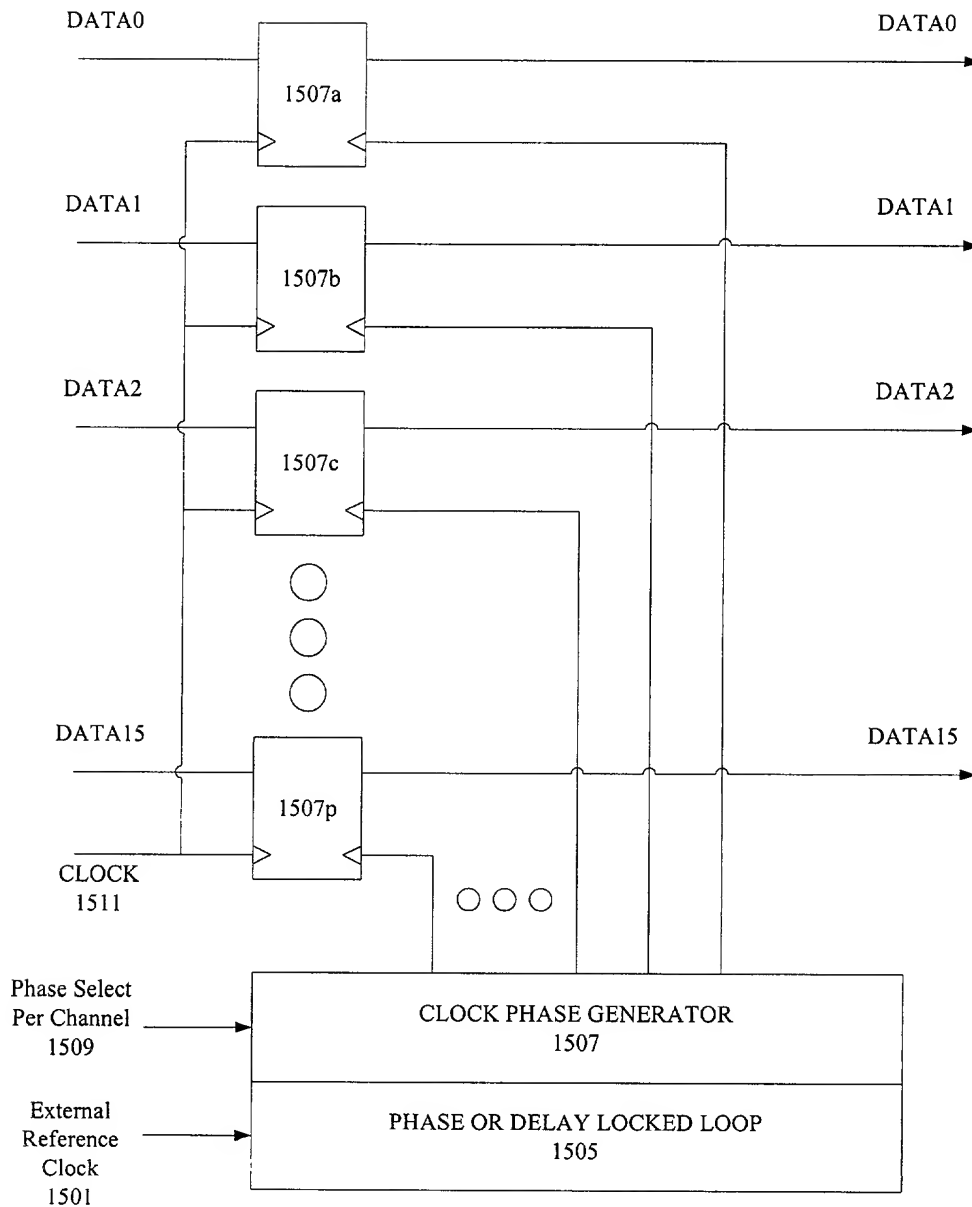 DATA0
DATA0
1507a
DATA1
DATA1
1507b
DATA2
DATA2
1507c
DATA15
DATA15
1507p
CLOCK
1511
Phase Select
Per Channel
1509
CLOCK PHASE GENERATOR
1507
External
Reference
Clock
1501
PHASE OR DELAY LOCKED LOOP
1505